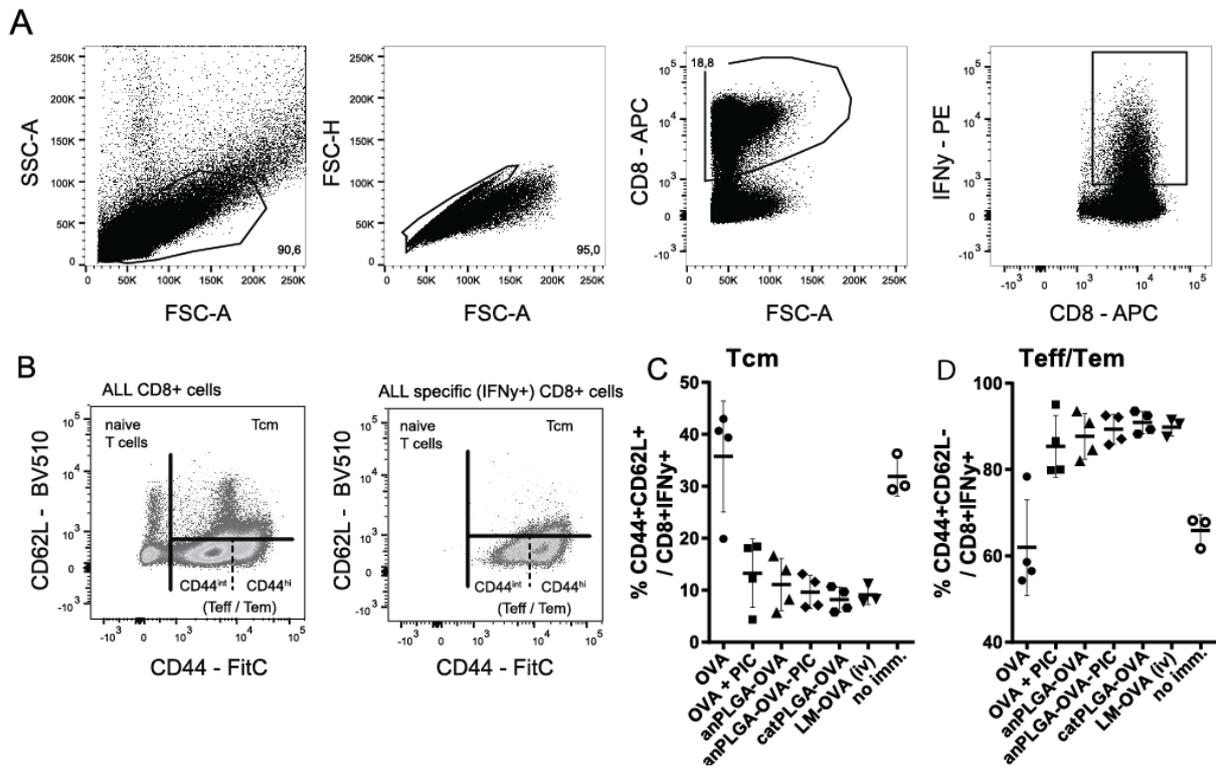 A
250K
200K
150K
100K
50K
0
SSC-A
90,6
0 50K 100K 150K 200K 250K
FSC-A
250K
200K
150K
100K
50K
0
FSC-H
95,0
0 50K 100K 150K 200K 250K
FSC-A
18,8
10^5
10^4
10^3
0
-10^3
CD8 - APC
0 50K 100K 150K 200K 250K
FSC-A
10^5
10^4
10^3
0
-10^3
IFNy - PE
-10^3 0 10^3 10^4 10^5
CD8 - APC
B
ALL CD8+ cells
naive
T cells
Tcm
10^5
10^4
10^3
0
-10^3
CD62L - BV510
CD44^int CD44^hi
(Teff / Tem)
-10^3 0 10^3 10^4 10^5
CD44 - FitC
ALL specific (IFNy+) CD8+ cells
naive
T cells
Tcm
10^5
10^4
10^3
0
-10^3
CD62L - BV510
CD44^int CD44^hi
(Teff / Tem)
-10^3 0 10^3 10^4 10^5
CD44 - FitC
C
Tcm
% CD44+CD62L+
/ CD8+IFNy+
50
40
30
20
10
0
OVA
OVA + PIC
anPLGA-OVA
anPLGA-OVA-PIC
catPLGA-OVA
LM-OVA (iv)
no imm.
D
Teff/Tem
% CD44+CD62L-
/ CD8+IFNy+
100
80
60
40
OVA
OVA + PIC
anPLGA-OVA
anPLGA-OVA-PIC
catPLGA-OVA
LM-OVA (iv)
no imm.